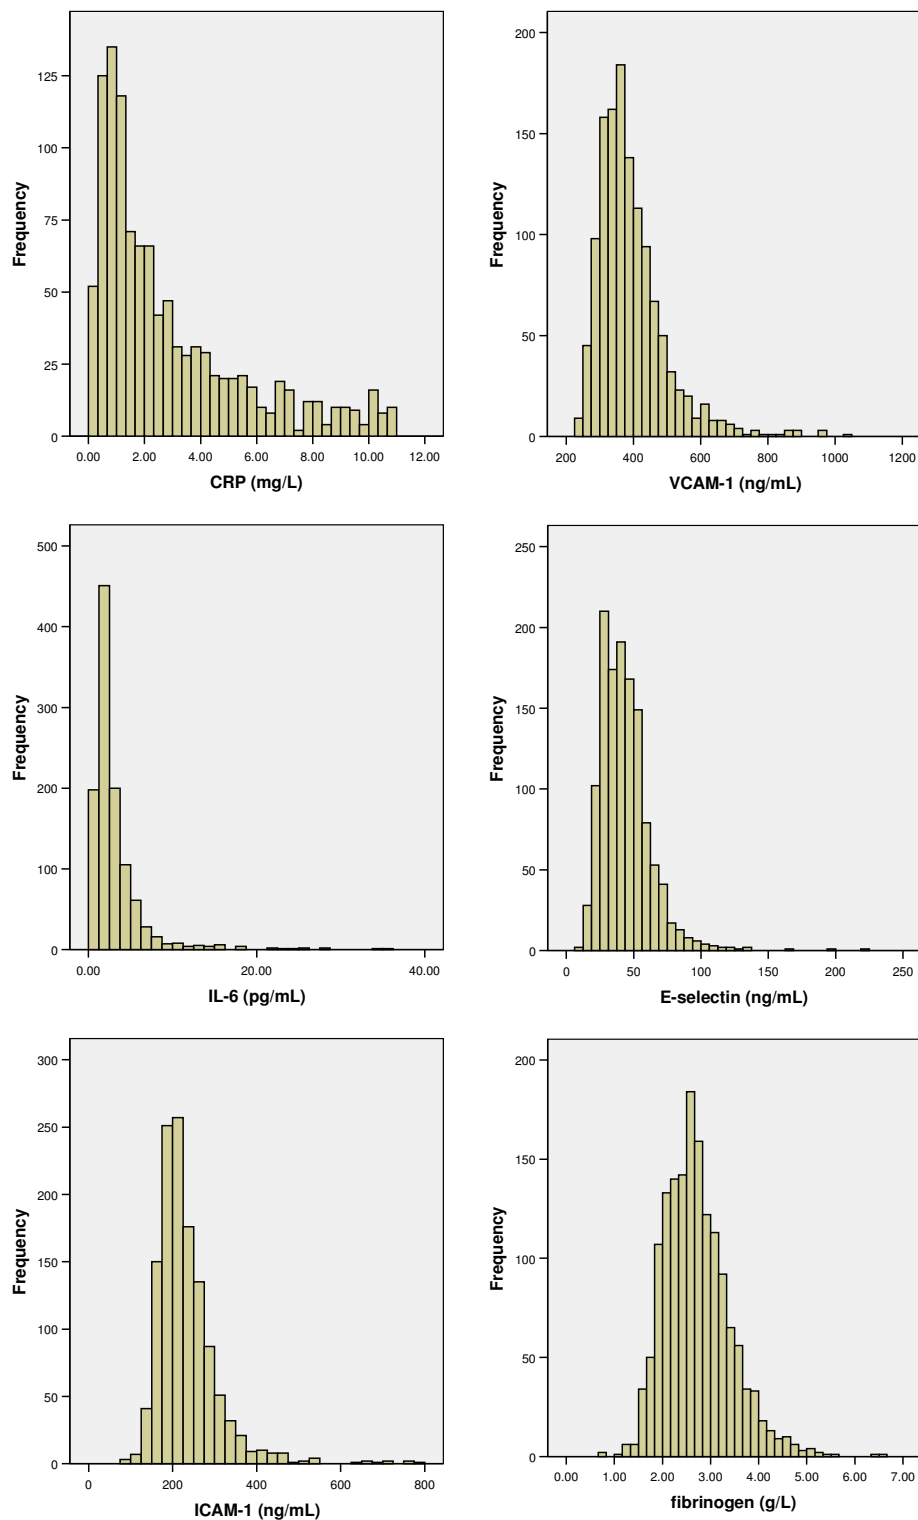 125
100
75
50
25
0
Frequency
0.00 2.00 4.00 6.00 8.00 10.00 12.00
CRP (mg/L)
200
150
100
50
0
Frequency
200 400 600 800 1000 1200
VCAM-1 (ng/mL)
500
400
300
200
100
0
Frequency
0.00 20.00 40.00
IL-6 (pg/mL)
250
200
150
100
50
0
Frequency
0 50 100 150 200 250
E-selectin (ng/mL)
300
250
200
150
100
50
0
Frequency
0 200 400 600 800
ICAM-1 (ng/mL)
200
150
100
50
0
Frequency
0.00 1.00 2.00 3.00 4.00 5.00 6.00 7.00
fibrinogen (g/L)